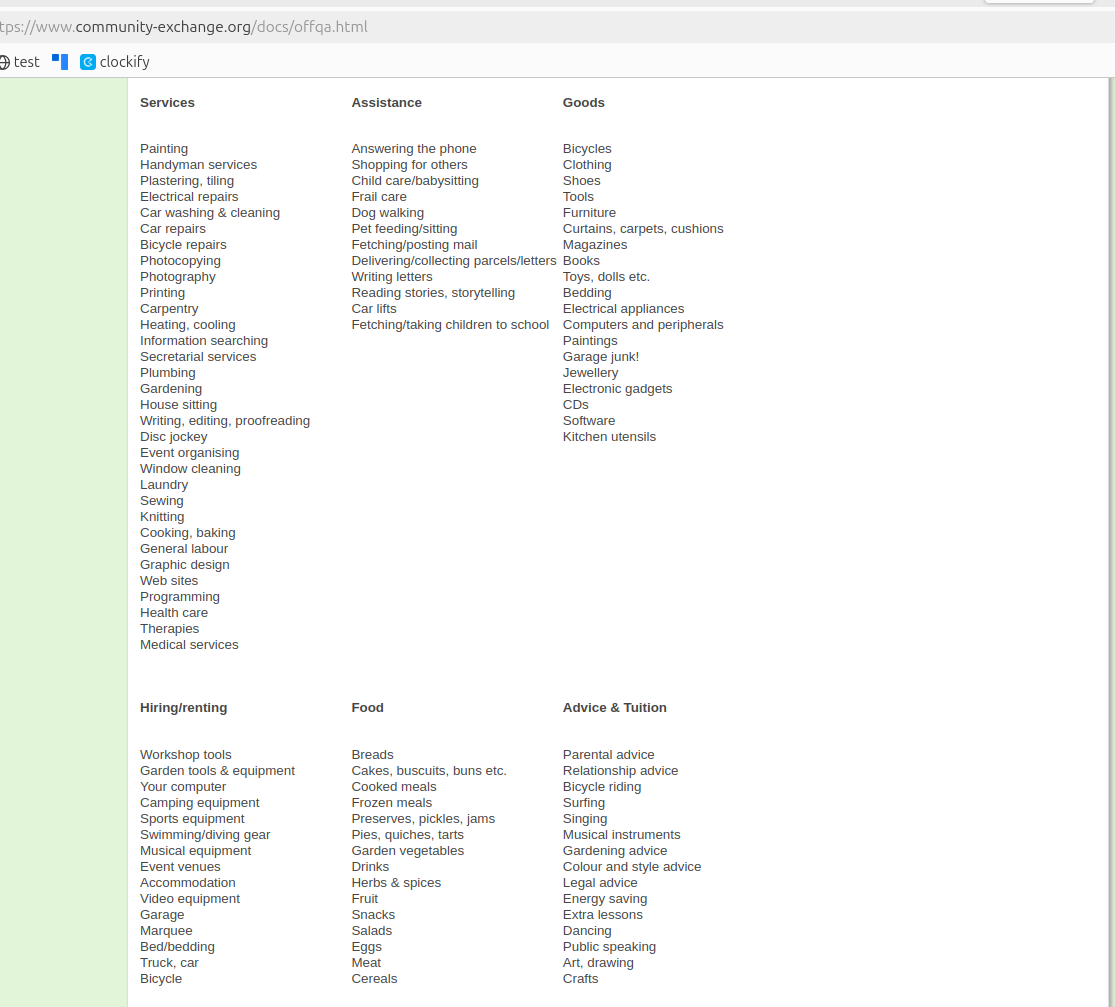 tps://www.community-exchange.org/docs/offqa.html
test clockify
Services
Painting
Handyman services
Plastering, tiling
Electrical repairs
Car washing & cleaning
Car repairs
Bicycle repairs
Photocopying
Photography
Printing
Carpentry
Heating, cooling
Information searching
Secretarial services
Plumbing
Gardening
House sitting
Writing, editing, proofreading
Disc jockey
Event organising
Window cleaning
Laundry
Sewing
Knitting
Cooking, baking
General labour
Graphic design
Web sites
Programming
Health care
Therapies
Medical services
Assistance
Answering the phone
Shopping for others
Child care/babysitting
Frail care
Dog walking
Pet feeding/sitting
Fetching/posting mail
Delivering/collecting parcels/letters
Writing letters
Reading stories, storytelling
Car lifts
Fetching/taking children to school
Goods
Bicycles
Clothing
Shoes
Tools
Furniture
Curtains, carpets, cushions
Magazines
Books
Toys, dolls etc.
Bedding
Electrical appliances
Computers and peripherals
Paintings
Garage junk!
Jewellery
Electronic gadgets
CDs
Software
Kitchen utensils
Hiring/renting
Workshop tools
Garden tools & equipment
Your computer
Camping equipment
Sports equipment
Swimming/diving gear
Musical equipment
Event venues
Accommodation
Video equipment
Garage
Marquee
Bed/bedding
Truck, car
Bicycle
Food
Breads
Cakes, buscuits, buns etc.
Cooked meals
Frozen meals
Preserves, pickles, jams
Pies, quiches, tarts
Garden vegetables
Drinks
Herbs & spices
Fruit
Snacks
Salads
Eggs
Meat
Cereals
Advice & Tuition
Parental advice
Relationship advice
Bicycle riding
Surfing
Singing
Musical instruments
Gardening advice
Colour and style advice
Legal advice
Energy saving
Extra lessons
Dancing
Public speaking
Art, drawing
Crafts